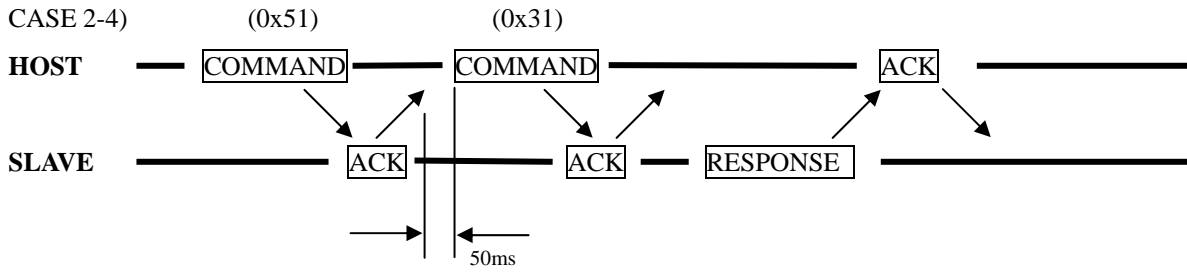 CASE 2-4) (0x51) (0x31)
HOST COMMAND COMMAND ACK
SLAVE ACK ACK RESPONSE
50ms